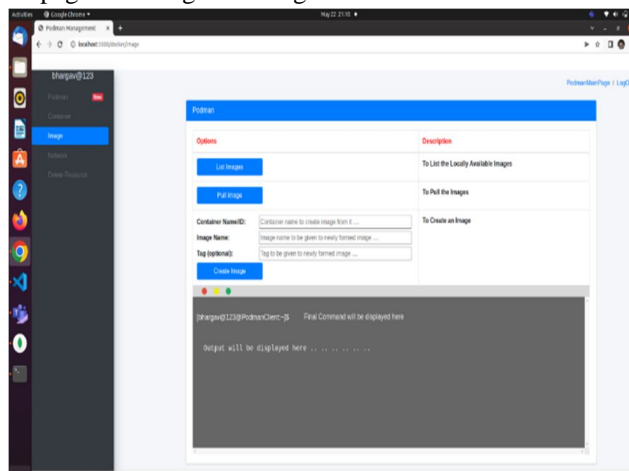 Activities Google Chrome May 22 21:10
Podman Management
localhost
bhargav@123
PodmanMainPage / LogO
Podman New
Container
Image
Network
Delete Resource
Podman
Options Description
List Images To List the Locally Available Images
Pull Image To Pull the Images
Container Name/ID: Container name to create image from it .... To Create an Image
Image Name: Image name to be given to newly formed image ....
Tag (optional): Tag to be given to newly formed image ....
Create Image
[bhargav@123@PodmanClient:~]$ Final Command will be displayed here
Output will be displayed here .. .. .. .. .. ..